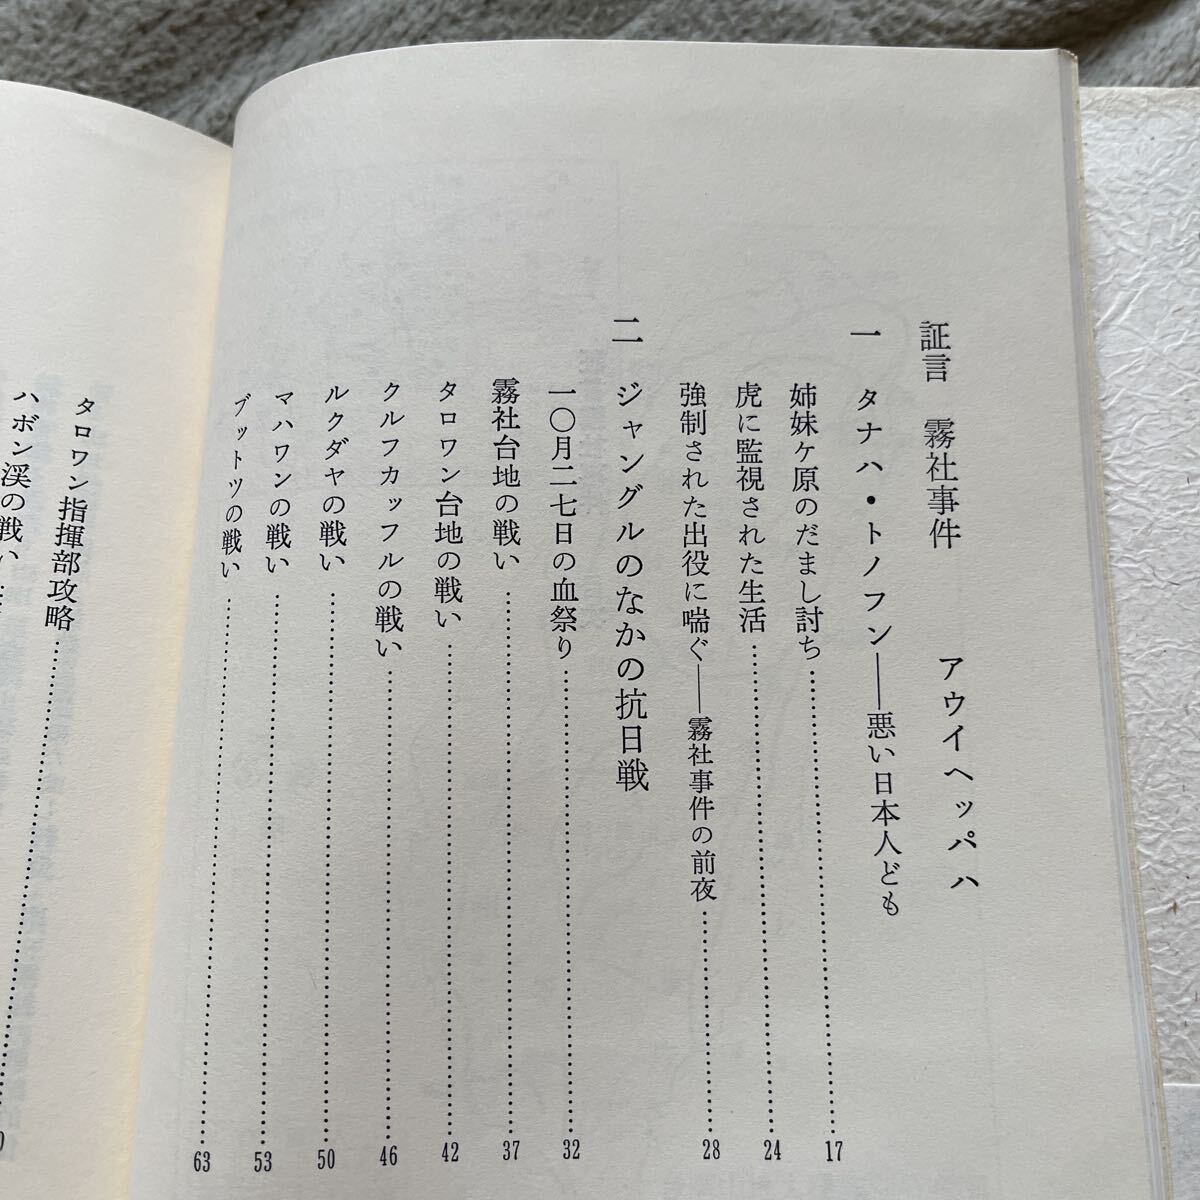 証言　霧社事件　　アウイヘッパハ
一　タナハ・トノフン――悪い日本人ども
姉妹ケ原のだまし討ち……………………17
虎に監視された生活……………………24
強制された出役に喘ぐ――霧社事件の前夜……………………28
二　ジャングルのなかの抗日戦
一〇月二七日の血祭り……………………32
霧社台地の戦い……………………37
タロワン台地の戦い……………………42
クルフカッフルの戦い……………………46
ルクダヤの戦い……………………50
マハワンの戦い……………………53
ブットツの戦い……………………63
タロワン指揮部攻略……………………
ハボン渓の戦い……